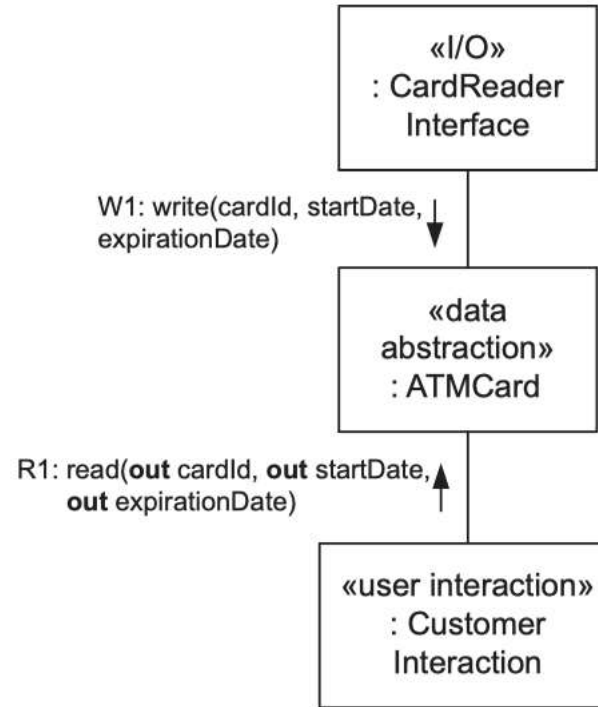 «I/O»
: CardReader
Interface
W1: write(cardId, startDate,
expirationDate)
«data
abstraction»
: ATMCard
R1: read(out cardId, out startDate,
out expirationDate)
«user interaction»
: Customer
Interaction